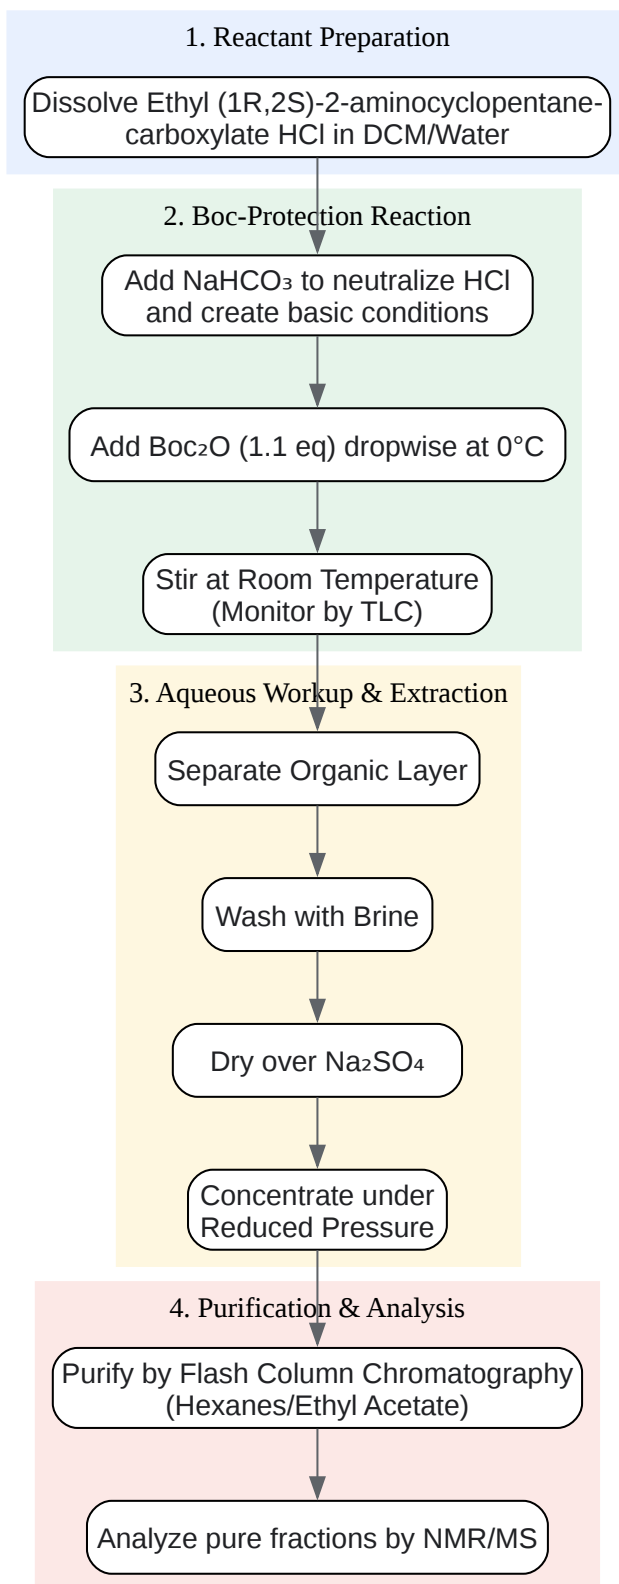 1. Reactant Preparation
Dissolve Ethyl (1R,2S)-2-aminocyclopentane-
carboxylate HCl in DCM/Water
2. Boc-Protection Reaction
Add NaHCO₃ to neutralize HCl
and create basic conditions
Add Boc₂O (1.1 eq) dropwise at 0°C
Stir at Room Temperature
(Monitor by TLC)
3. Aqueous Workup & Extraction
Separate Organic Layer
Wash with Brine
Dry over Na₂SO₄
Concentrate under
Reduced Pressure
4. Purification & Analysis
Purify by Flash Column Chromatography
(Hexanes/Ethyl Acetate)
Analyze pure fractions by NMR/MS